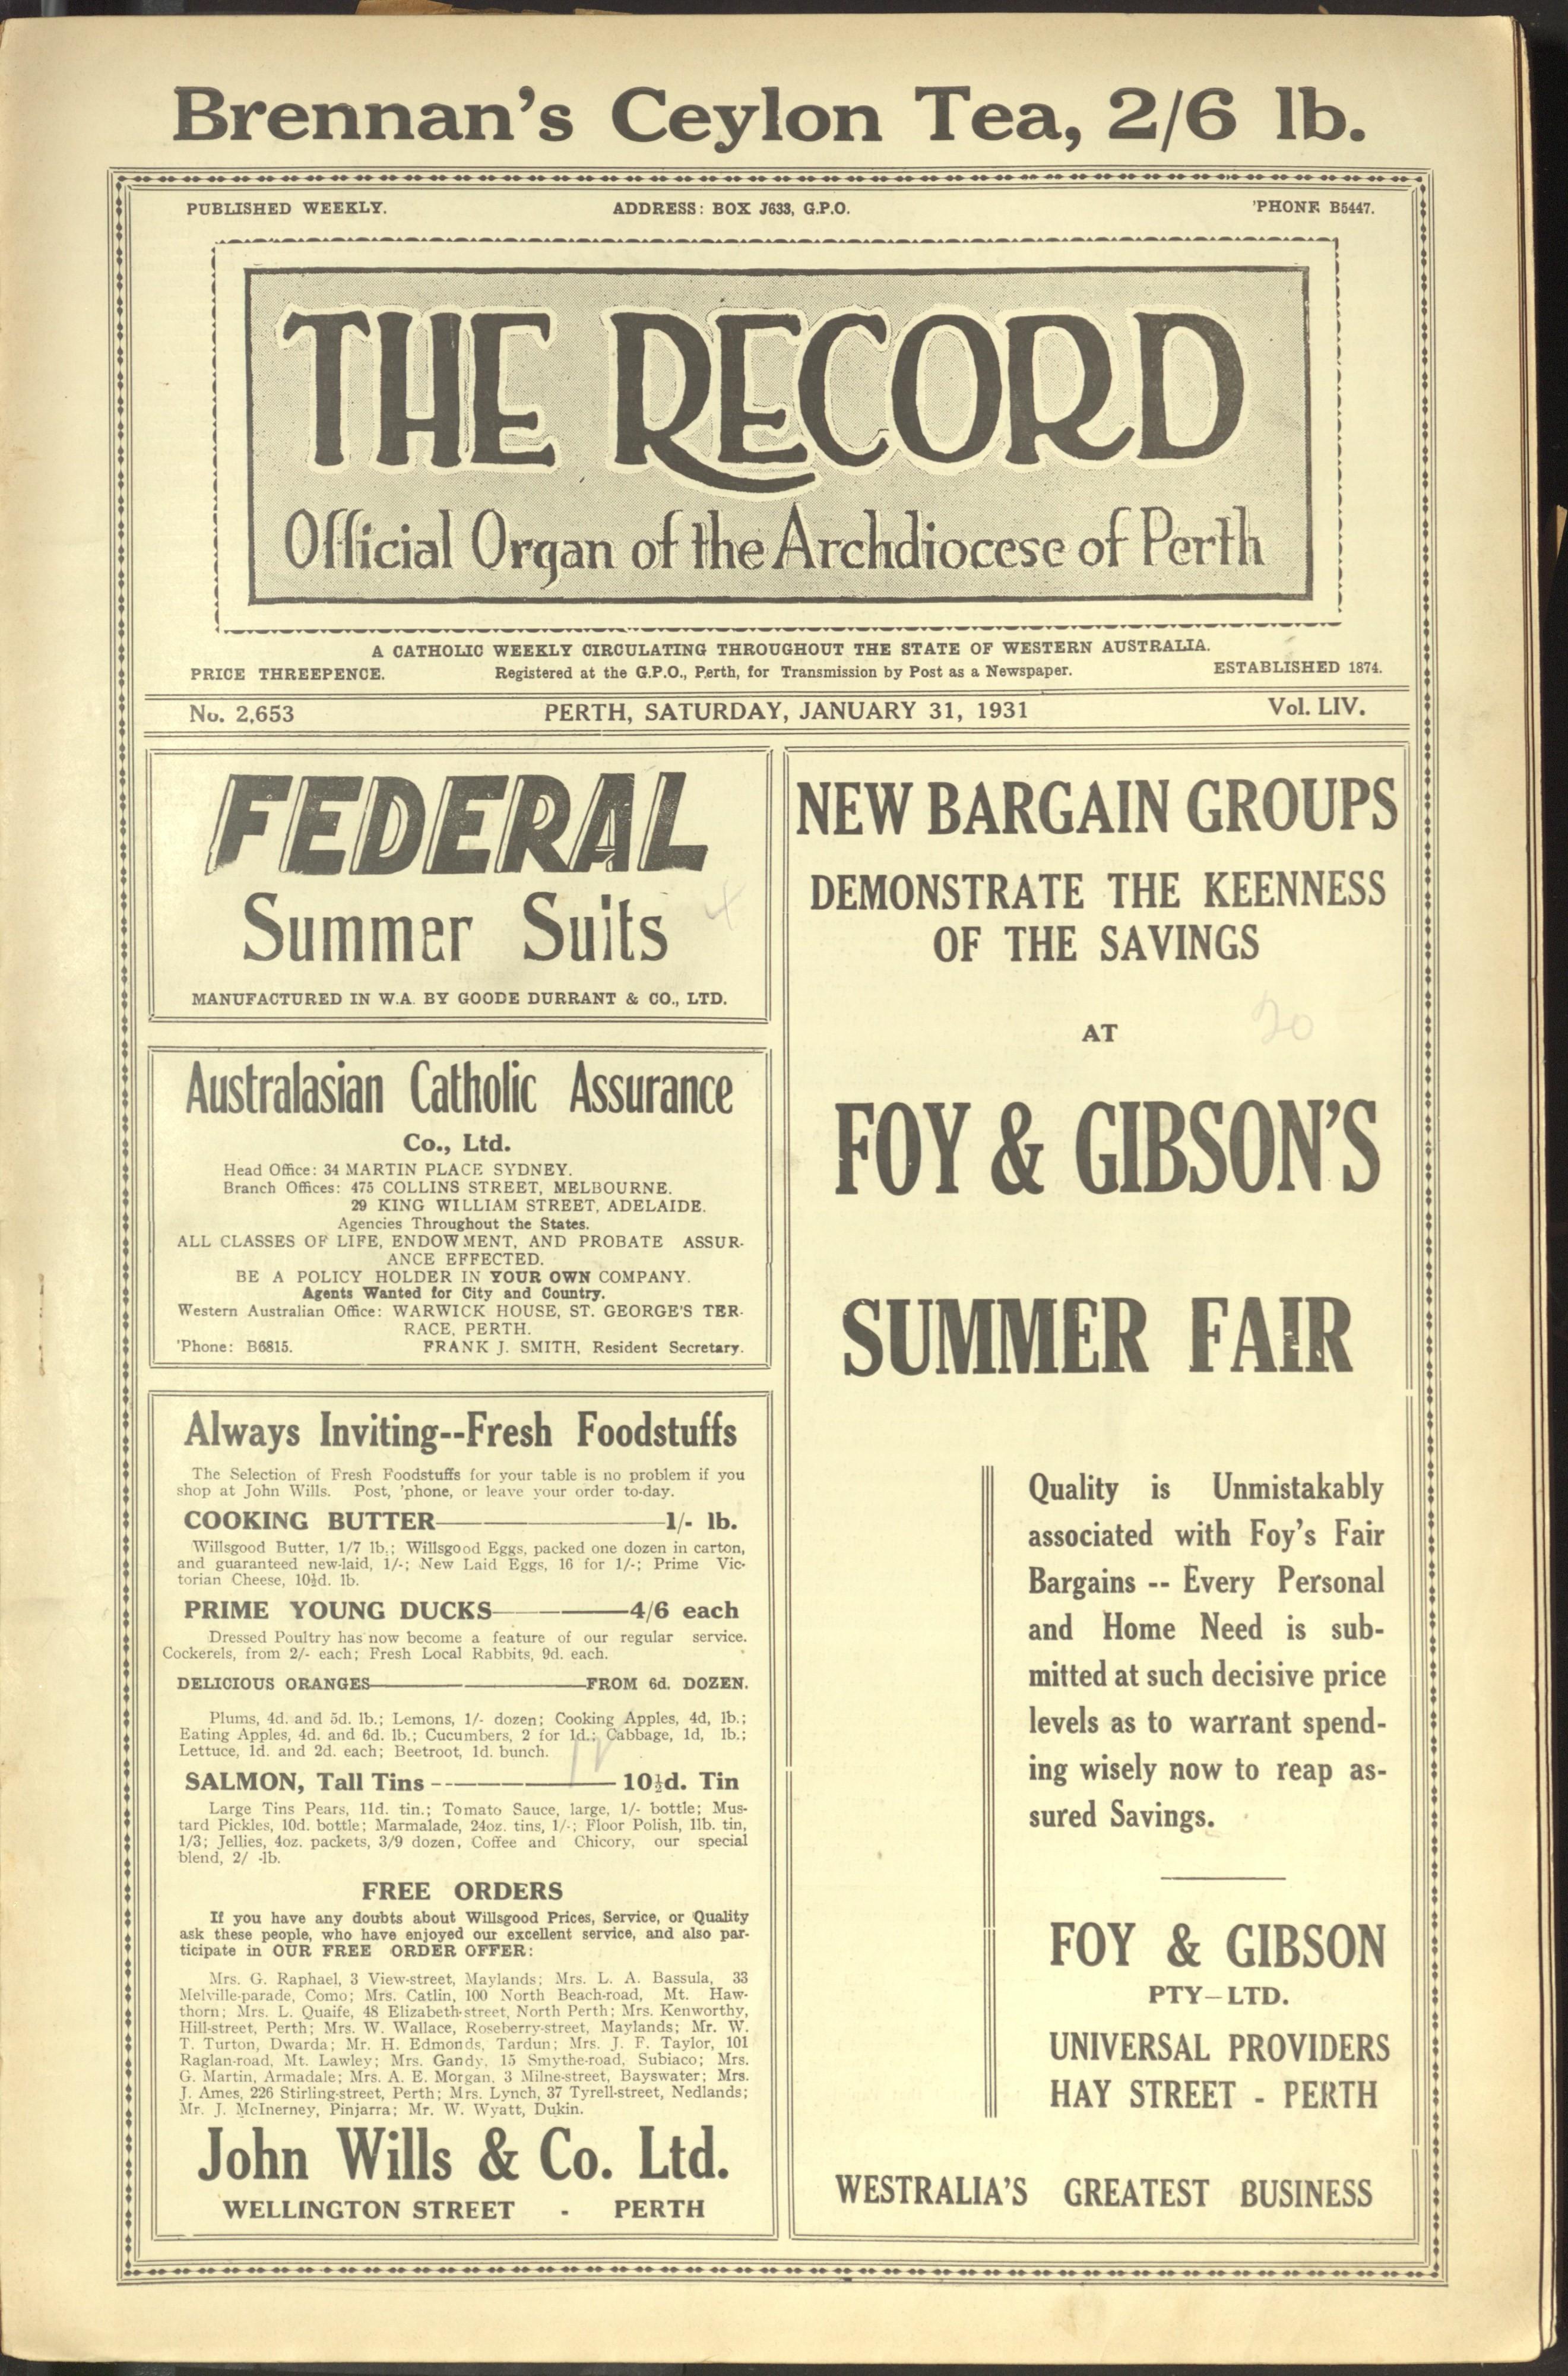 Brennan's Ceylon Tea, 2/6 lb.
PUBLISHED WEEKLY. ADDRESS: BOX J633, G.P.O. 'PHONE B5447.
THE RECORD
Official Organ of the Archdiocese of Perth
A CATHOLIC WEEKLY CIRCULATING THROUGHOUT THE STATE OF WESTERN AUSTRALIA.
PRICE THREEPENCE. Registered at the G.P.O., Perth, for Transmission by Post as a Newspaper. ESTABLISHED 1874.
No. 2,653 PERTH, SATURDAY, JANUARY 31, 1931 Vol. LIV.
FEDERAL
Summer Suits
MANUFACTURED IN W.A. BY GOODE DURRANT & CO., LTD.
Australasian Catholic Assurance
Co., Ltd.
Head Office: 34 MARTIN PLACE SYDNEY.
Branch Offices: 475 COLLINS STREET, MELBOURNE.
29 KING WILLIAM STREET, ADELAIDE.
Agencies Throughout the States.
ALL CLASSES OF LIFE, ENDOWMENT, AND PROBATE ASSUR-
ANCE EFFECTED.
BE A POLICY HOLDER IN YOUR OWN COMPANY.
Agents Wanted for City and Country.
Western Australian Office: WARWICK HOUSE, ST. GEORGE'S TER-
RACE, PERTH.
'Phone: B6815. FRANK J. SMITH, Resident Secretary.
Always Inviting--Fresh Foodstuffs
The Selection of Fresh Foodstuffs for your table is no problem if you
shop at John Wills. Post, 'phone, or leave your order to-day.
COOKING BUTTER——————1/- lb.
Willsgood Butter, 1/7 lb.; Willsgood Eggs, packed one dozen in carton,
and guaranteed new-laid, 1/-; New Laid Eggs, 16 for 1/-; Prime Vic-
torian Cheese, 10½d. lb.
PRIME YOUNG DUCKS————4/6 each
Dressed Poultry has now become a feature of our regular service.
Cockerels, from 2/- each; Fresh Local Rabbits, 9d. each.
DELICIOUS ORANGES——————FROM 6d. DOZEN.
Plums, 4d. and 5d. lb.; Lemons, 1/- dozen; Cooking Apples, 4d, lb.;
Eating Apples, 4d. and 6d. lb.; Cucumbers, 2 for 1d.; Cabbage, 1d, lb.;
Lettuce, 1d. and 2d. each; Beetroot, 1d. bunch.
SALMON, Tall Tins --———— 10½d. Tin
Large Tins Pears, 11d. tin.; Tomato Sauce, large, 1/- bottle; Mus-
tard Pickles, 10d. bottle; Marmalade, 24oz. tins, 1/-; Floor Polish, 1lb. tin,
1/3; Jellies, 4oz. packets, 3/9 dozen, Coffee and Chicory, our special
blend, 2/ -lb.
FREE ORDERS
If you have any doubts about Willsgood Prices, Service, or Quality
ask these people, who have enjoyed our excellent service, and also par-
ticipate in OUR FREE ORDER OFFER:
Mrs. G. Raphael, 3 View-street, Maylands; Mrs. L. A. Bassula, 33
Melville-parade, Como; Mrs. Catlin, 100 North Beach-road, Mt. Haw-
thorn; Mrs. L. Quaife, 48 Elizabeth-street, North Perth; Mrs. Kenworthy,
Hill-street, Perth; Mrs. W. Wallace, Roseberry-street, Maylands; Mr. W.
T. Turton, Dwarda; Mr. H. Edmonds, Tardun; Mrs. J. F. Taylor, 101
Raglan-road, Mt. Lawley; Mrs. Gandy, 15 Smythe-road, Subiaco; Mrs.
G. Martin, Armadale; Mrs. A. E. Morgan, 3 Milne-street, Bayswater; Mrs.
J. Ames, 226 Stirling-street, Perth; Mrs. Lynch, 37 Tyrell-street, Nedlands;
Mr. J. McInerney, Pinjarra; Mr. W. Wyatt, Dukin.
John Wills & Co. Ltd.
WELLINGTON STREET - PERTH
NEW BARGAIN GROUPS
DEMONSTRATE THE KEENNESS
OF THE SAVINGS
20
AT
FOY & GIBSON'S
SUMMER FAIR
Quality is Unmistakably
associated with Foy's Fair
Bargains -- Every Personal
and Home Need is sub-
mitted at such decisive price
levels as to warrant spend-
ing wisely now to reap as-
sured Savings.
FOY & GIBSON
PTY—LTD.
UNIVERSAL PROVIDERS
HAY STREET - PERTH
WESTRALIA'S GREATEST BUSINESS